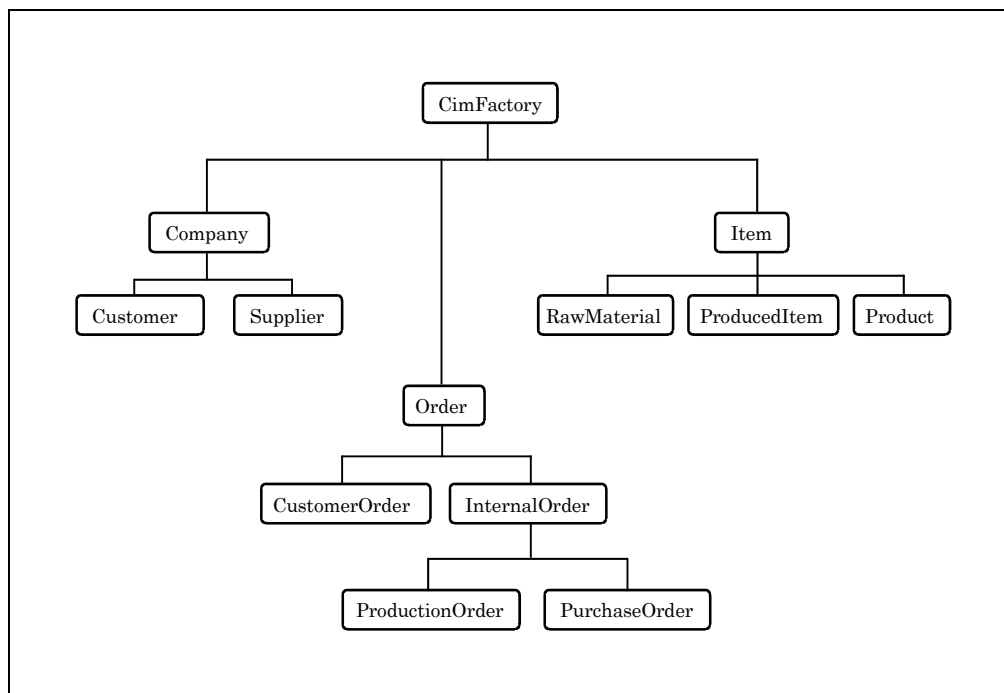 CimFactory
Company
Item
Customer
Supplier
RawMaterial
ProducedItem
Product
Order
CustomerOrder
InternalOrder
ProductionOrder
PurchaseOrder